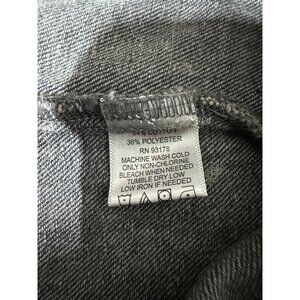 64% COTTON
36% POLYESTER
RN 93178
MACHINE WASH COLD
ONLY NON-CHLORINE
BLEACH WHEN NEEDED
TUMBLE DRY LOW
LOW IRON IF NEEDED